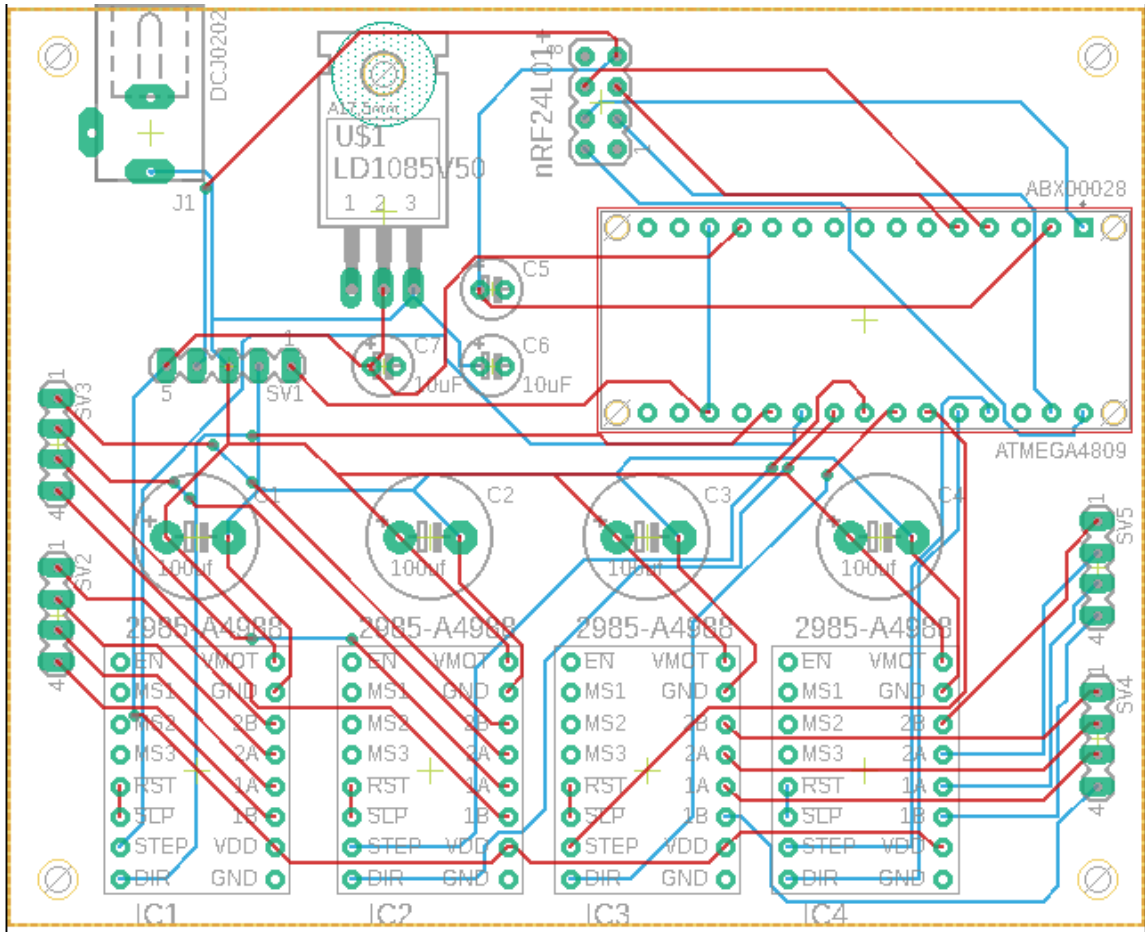 DCJ0202
J1
A17,5mm
U$1
LD1085V50
1 2 3
nRF24L01+
8
1
ABX00028
ATMEGA4809
C5
C7
10uF
C6
10uF
1
5
SV1
1
SV3
4
1
SV2
4
C1
100uf
C2
100uf
C3
100uf
C4
100uf
1
SV5
4
1
SV4
4
2985-A4988
EN VMOT
MS1 GND
MS2 2B
MS3 2A
RST 1A
SLP 1B
STEP VDD
DIR GND
IC1
2985-A4988
EN VMOT
MS1 GND
MS2 2B
MS3 2A
RST 1A
SLP 1B
STEP VDD
DIR GND
IC2
2985-A4988
EN VMOT
MS1 GND
MS2 2B
MS3 2A
RST 1A
SLP 1B
STEP VDD
DIR GND
IC3
2985-A4988
EN VMOT
MS1 GND
MS2 2B
MS3 2A
RST 1A
SLP 1B
STEP VDD
DIR GND
IC4